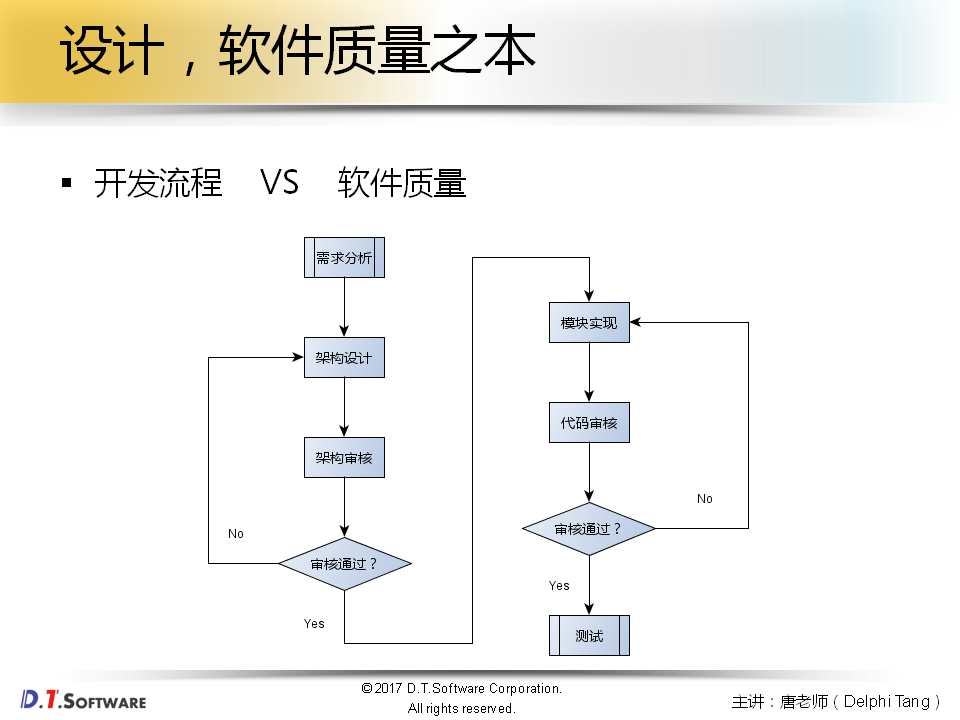 设计，软件质量之本
▪ 开发流程 VS 软件质量
需求分析
架构设计
架构审核
审核通过？
No
Yes
模块实现
代码审核
审核通过？
No
Yes
测试
D.T.SOFTWARE
©2017 D.T.Software Corporation.
All rights reserved.
主讲：唐老师（Delphi Tang）